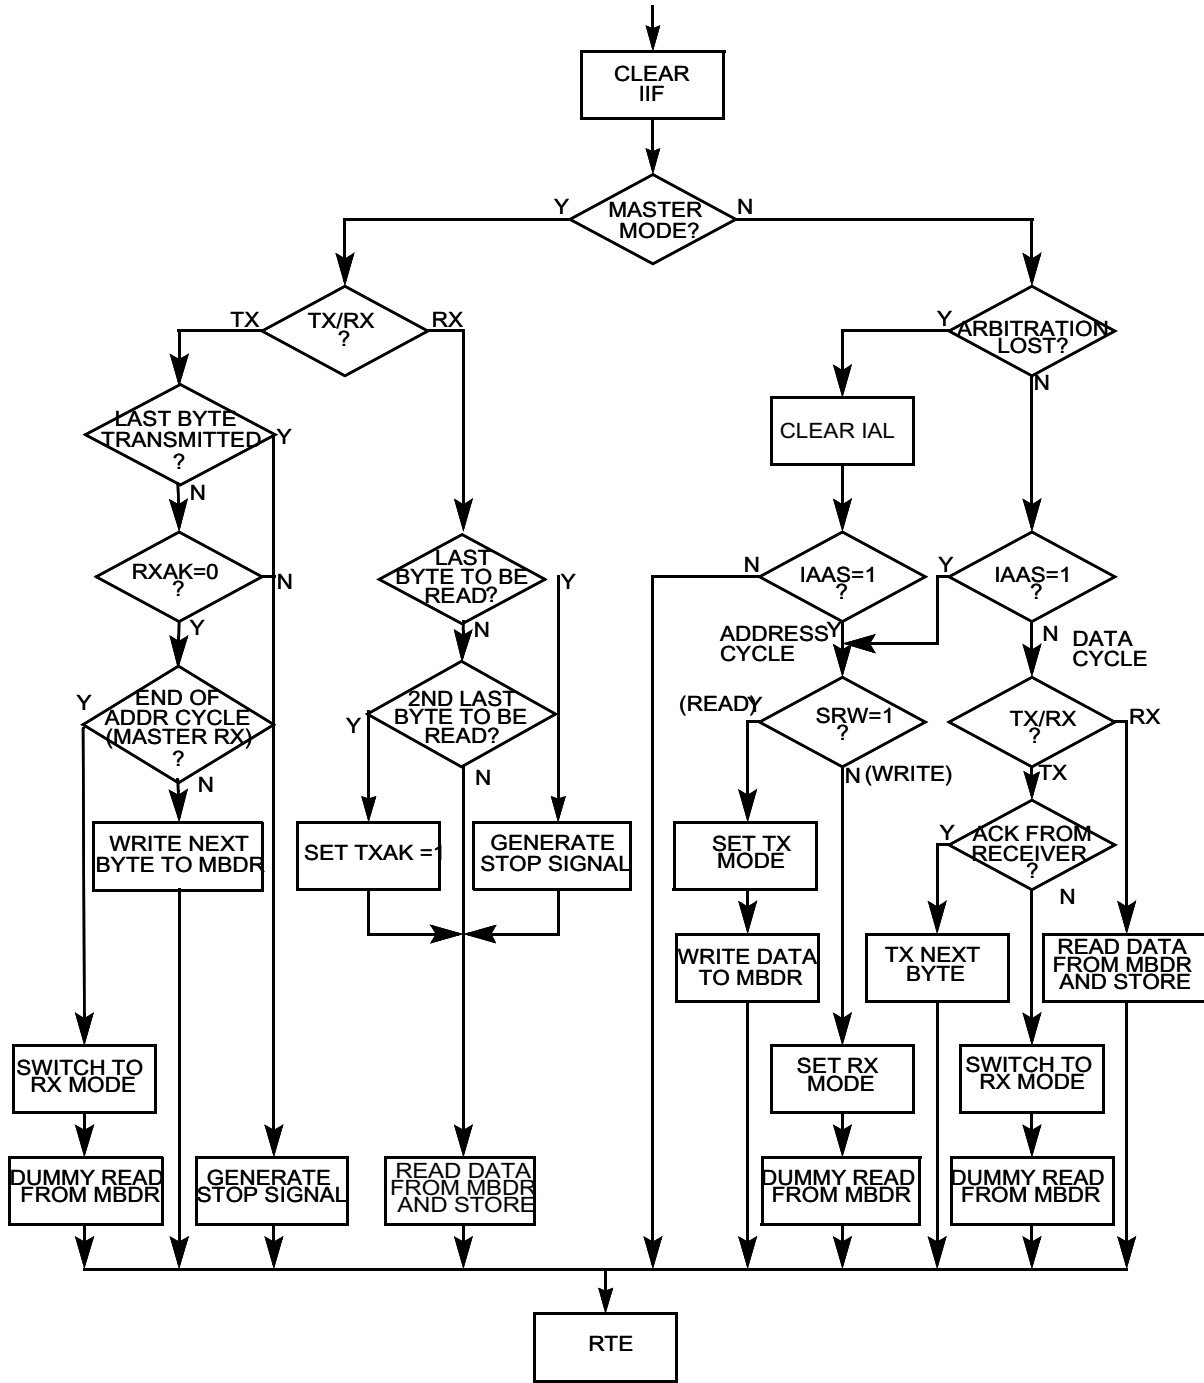 CLEAR
IIF
Y
MASTER
MODE?
N
TX
TX/RX
?
RX
Y
ARBITRATION
LOST?
N
LAST BYTE
TRANSMITTED
?
Y
N
CLEAR IAL
RXAK=0
?
N
Y
LAST
BYTE TO BE
READ?
Y
N
N
IAAS=1
?
Y
Y
IAAS=1
?
N
ADDRESS
CYCLE
DATA
CYCLE
Y
END OF
ADDR CYCLE
(MASTER RX)
?
N
Y
2ND LAST
BYTE TO BE
READ?
N
(READ)
Y
SRW=1
?
N
(WRITE)
TX/RX
?
RX
TX
WRITE NEXT
BYTE TO MBDR
SET TXAK =1
GENERATE
STOP SIGNAL
SET TX
MODE
Y
ACK FROM
RECEIVER
?
N
WRITE DATA
TO MBDR
TX NEXT
BYTE
READ DATA
FROM MBDR
AND STORE
SWITCH TO
RX MODE
SET RX
MODE
SWITCH TO
RX MODE
DUMMY READ
FROM MBDR
GENERATE
STOP SIGNAL
READ DATA
FROM MBDR
AND STORE
DUMMY READ
FROM MBDR
DUMMY READ
FROM MBDR
RTE